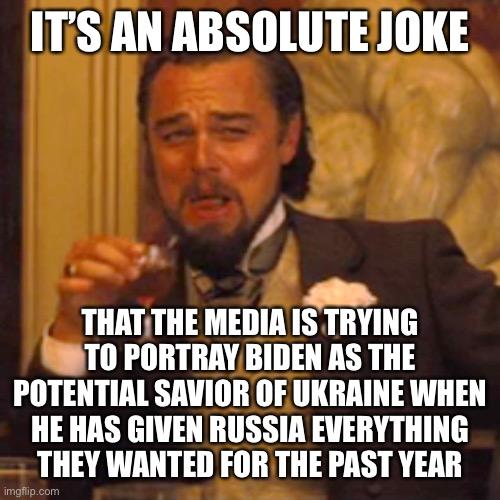 IT'S AN ABSOLUTE JOKE
THAT THE MEDIA IS TRYING
TO PORTRAY BIDEN AS THE
POTENTIAL SAVIOR OF UKRAINE WHEN
HE HAS GIVEN RUSSIA EVERYTHING
THEY WANTED FOR THE PAST YEAR
imgflip.com